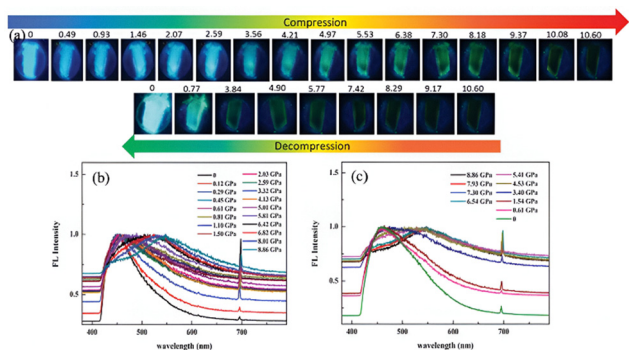 Compression
(a)
0 0.49 0.93 1.46 2.07 2.59 3.56 4.21 4.97 5.53 6.38 7.30 8.18 9.37 10.08 10.60
0 0.77 3.84 4.90 5.77 7.42 8.29 9.17 10.60
Decompression
(b)
FL Intensity
1.5
1.0
0.5
0
0.12 GPa
0.29 GPa
0.45 GPa
0.61 GPa
0.81 GPa
1.10 GPa
1.50 GPa
2.03 GPa
2.59 GPa
3.32 GPa
4.13 GPa
5.01 GPa
5.81 GPa
6.42 GPa
6.82 GPa
8.01 GPa
8.86 GPa
400 500 600 700
wavelength (nm)
(c)
FL Intensity
1.5
1.0
0.5
8.86 GPa
7.93 GPa
7.30 GPa
6.54 GPa
5.41 GPa
4.53 GPa
3.40 GPa
1.54 GPa
0.61 GPa
0
400 500 600 700
wavelength (nm)